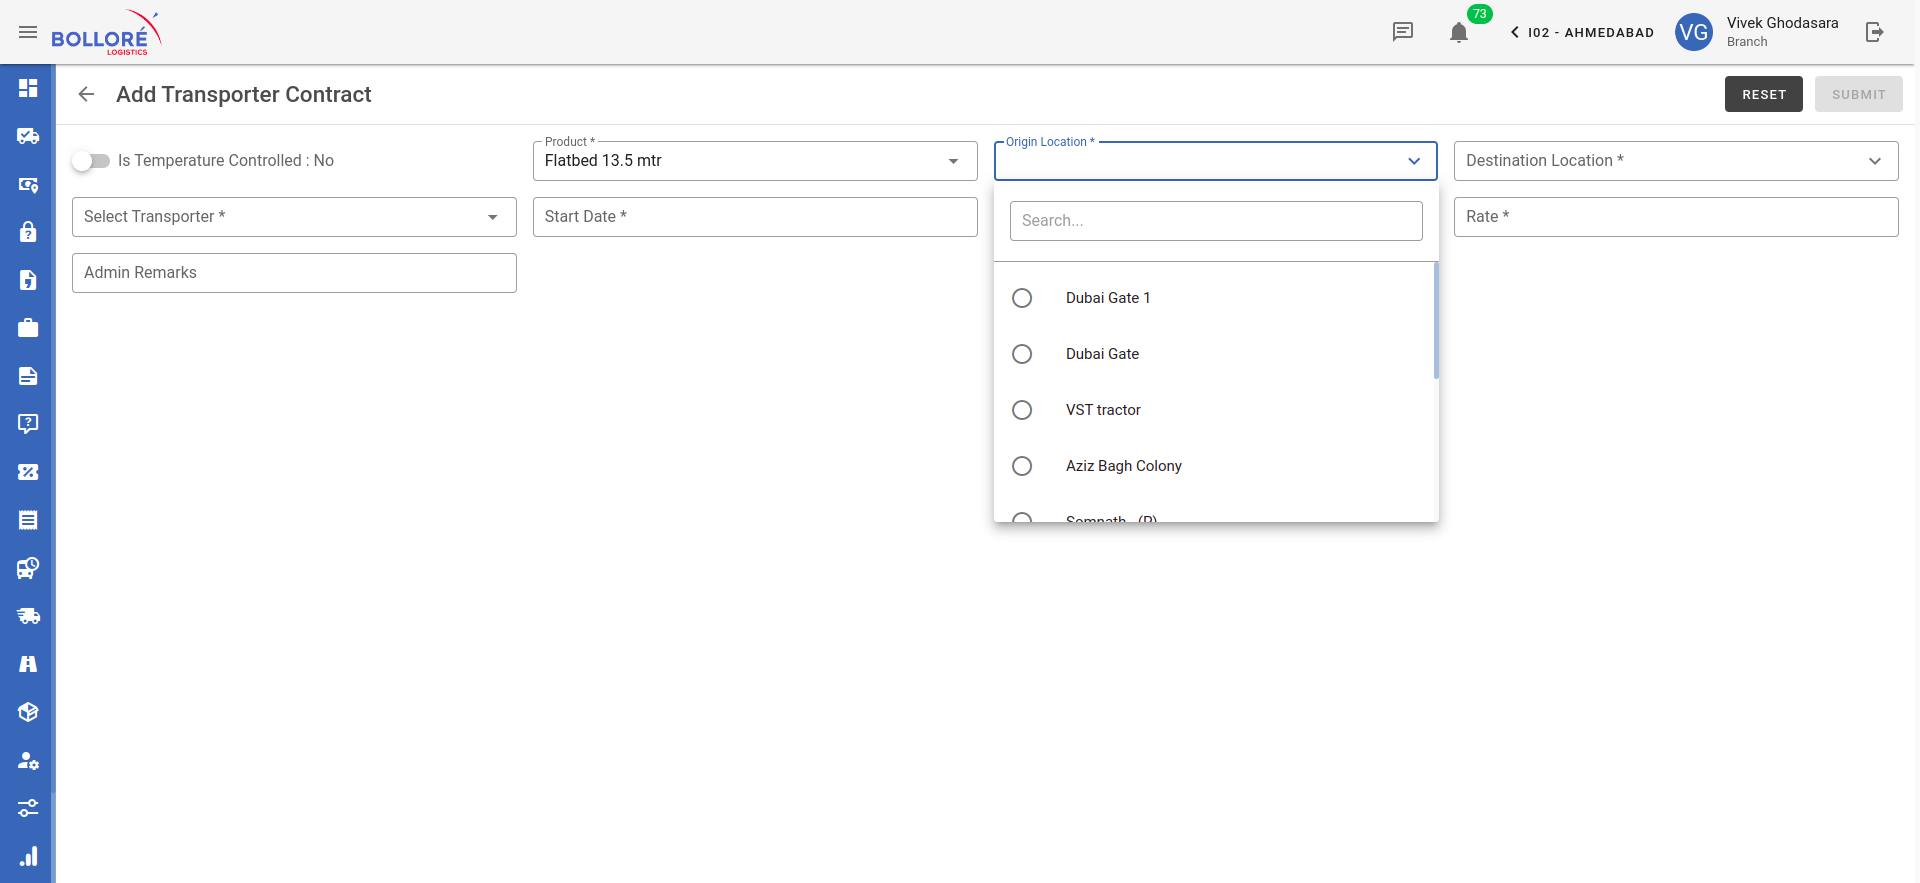 BOLLORÉ
LOGISTICS
73
I02 - AHMEDABAD
VG
Vivek Ghodasara
Branch
Add Transporter Contract
RESET
SUBMIT
Is Temperature Controlled : No
Product *
Flatbed 13.5 mtr
Origin Location *
Destination Location *
Select Transporter *
Start Date *
Rate *
Admin Remarks
Search...
Dubai Gate 1
Dubai Gate
VST tractor
Aziz Bagh Colony